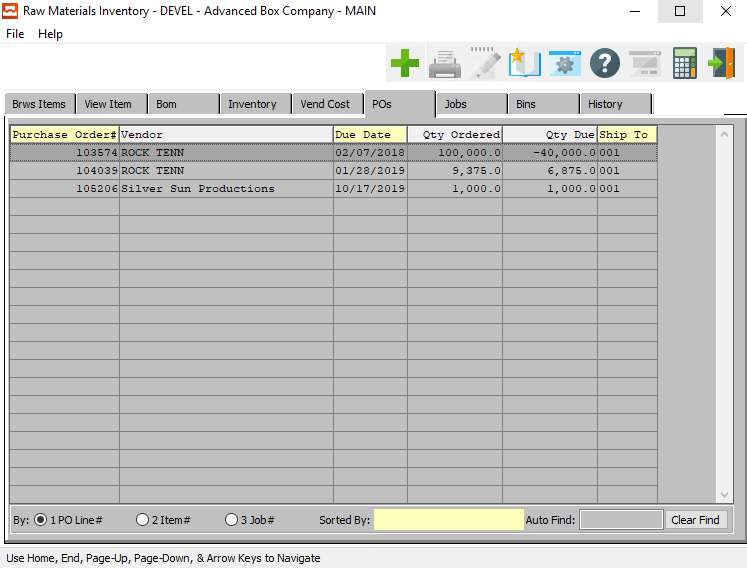 Raw Materials Inventory - DEVEL - Advanced Box Company - MAIN
File Help
Brws Items View Item Bom Inventory Vend Cost POs Jobs Bins History
Purchase Order# Vendor Due Date Qty Ordered Qty Due Ship To
103574 ROCK TENN 02/07/2018 100,000.0 -40,000.0 001
104039 ROCK TENN 01/28/2019 9,375.0 6,875.0 001
105206 Silver Sun Productions 10/17/2019 1,000.0 1,000.0 001
By: 1 PO Line# 2 Item# 3 Job# Sorted By: Auto Find: Clear Find
Use Home, End, Page-Up, Page-Down, & Arrow Keys to Navigate